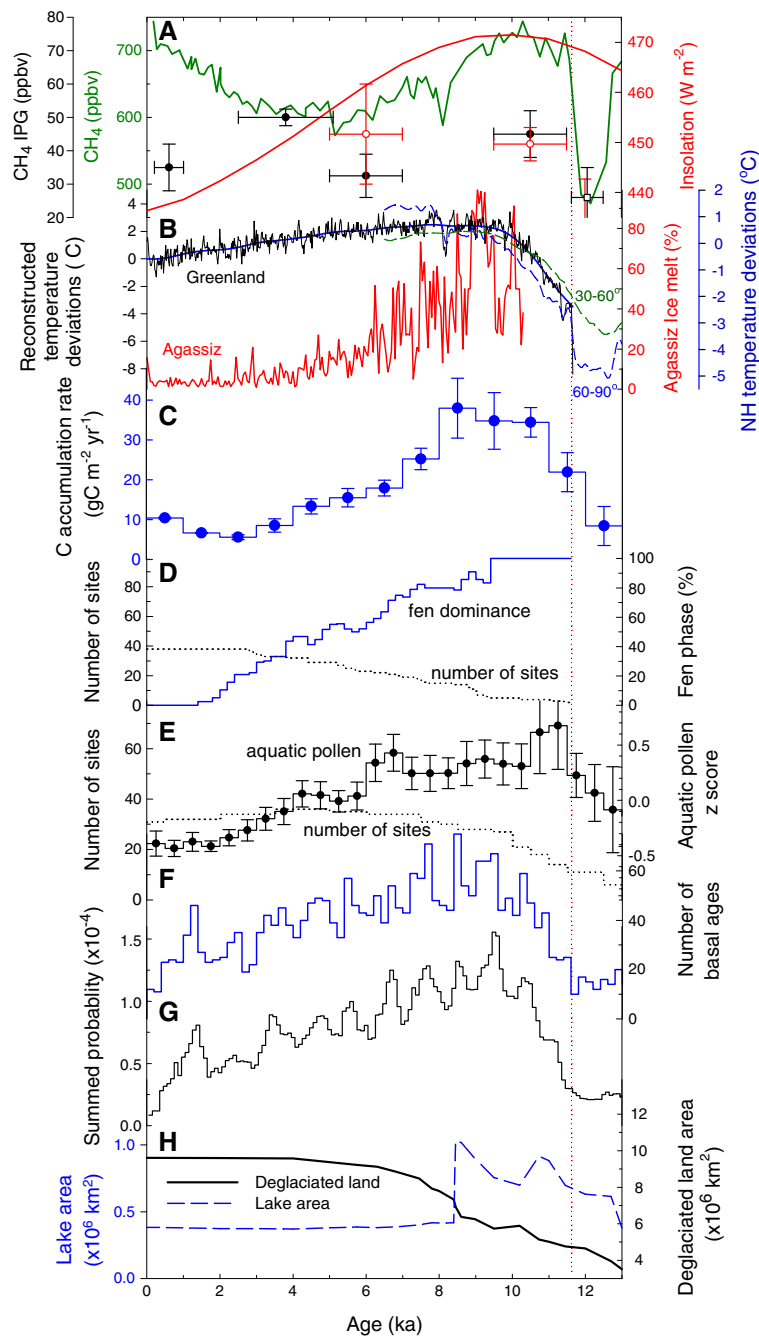 A
CH4 IPG (ppbv)
80
70
60
50
40
30
20
CH4 (ppbv)
700
600
500
Insolation (W m-2)
470
460
450
440
B
Reconstructed
temperature
deviations ( C)
4
2
0
-2
-4
-6
-8
Greenland
Agassiz
30-60°
60-90°
Agassiz Ice melt (%)
80
60
40
20
0
NH temperature deviations (°C)
2
1
0
-1
-2
-3
-4
-5
C
C accumulation rate
(gC m-2 yr-1)
40
30
20
10
0
D
Number of sites
80
60
40
20
0
fen dominance
number of sites
Fen phase (%)
100
80
60
40
20
0
E
Number of sites
60
40
20
0
aquatic pollen
number of sites
Aquatic pollen
z score
0.5
0.0
-0.5
F
Number of
basal ages
60
40
20
0
G
Summed probablity (x10-4)
1.5
1.0
0.5
0.0
H
Lake area
(x10^6 km2)
1.0
0.5
0.0
Deglaciated land
Lake area
Deglaciated land area
(x10^6 km2)
12
10
8
6
4
0 2 4 6 8 10 12
Age (ka)